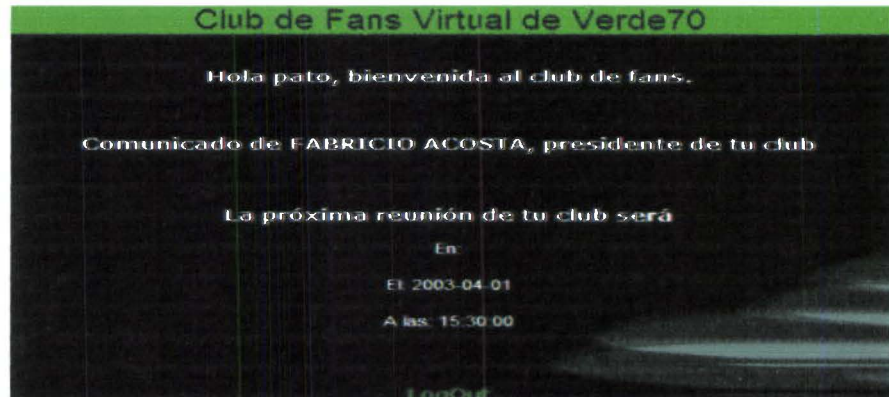 Club de Fans Virtual de Verde70
Hola pato, bienvenida al club de fans.
Comunicado de FABRICIO ACOSTA, presidente de tu club
La próxima reunión de tu club será
En:
El: 2003-04-01
A las: 15:30:00
LogOut